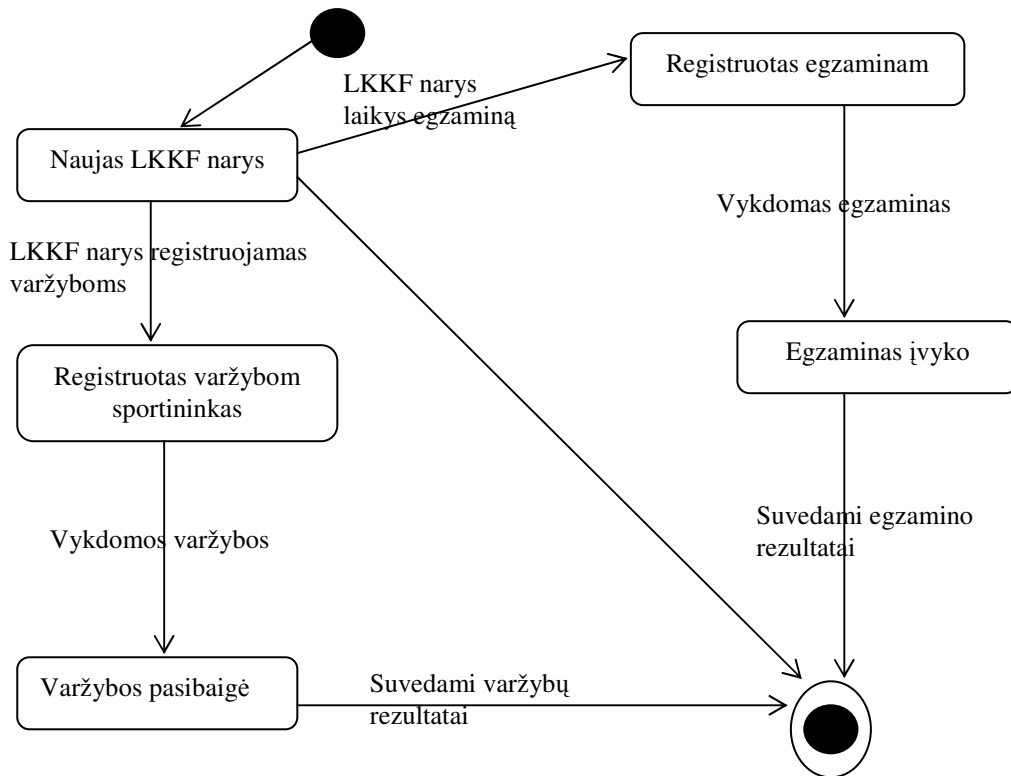 LKKF narys
laikys egzaminą
Registruotas egzaminam
Naujas LKKF narys
Vykdomas egzaminas
LKKF narys registruojamas
varžyboms
Egzaminas įvyko
Registruotas varžybom
sportininkas
Suvedami egzamino
rezultatai
Vykdomos varžybos
Varžybos pasibaigė
Suvedami varžybų
rezultatai